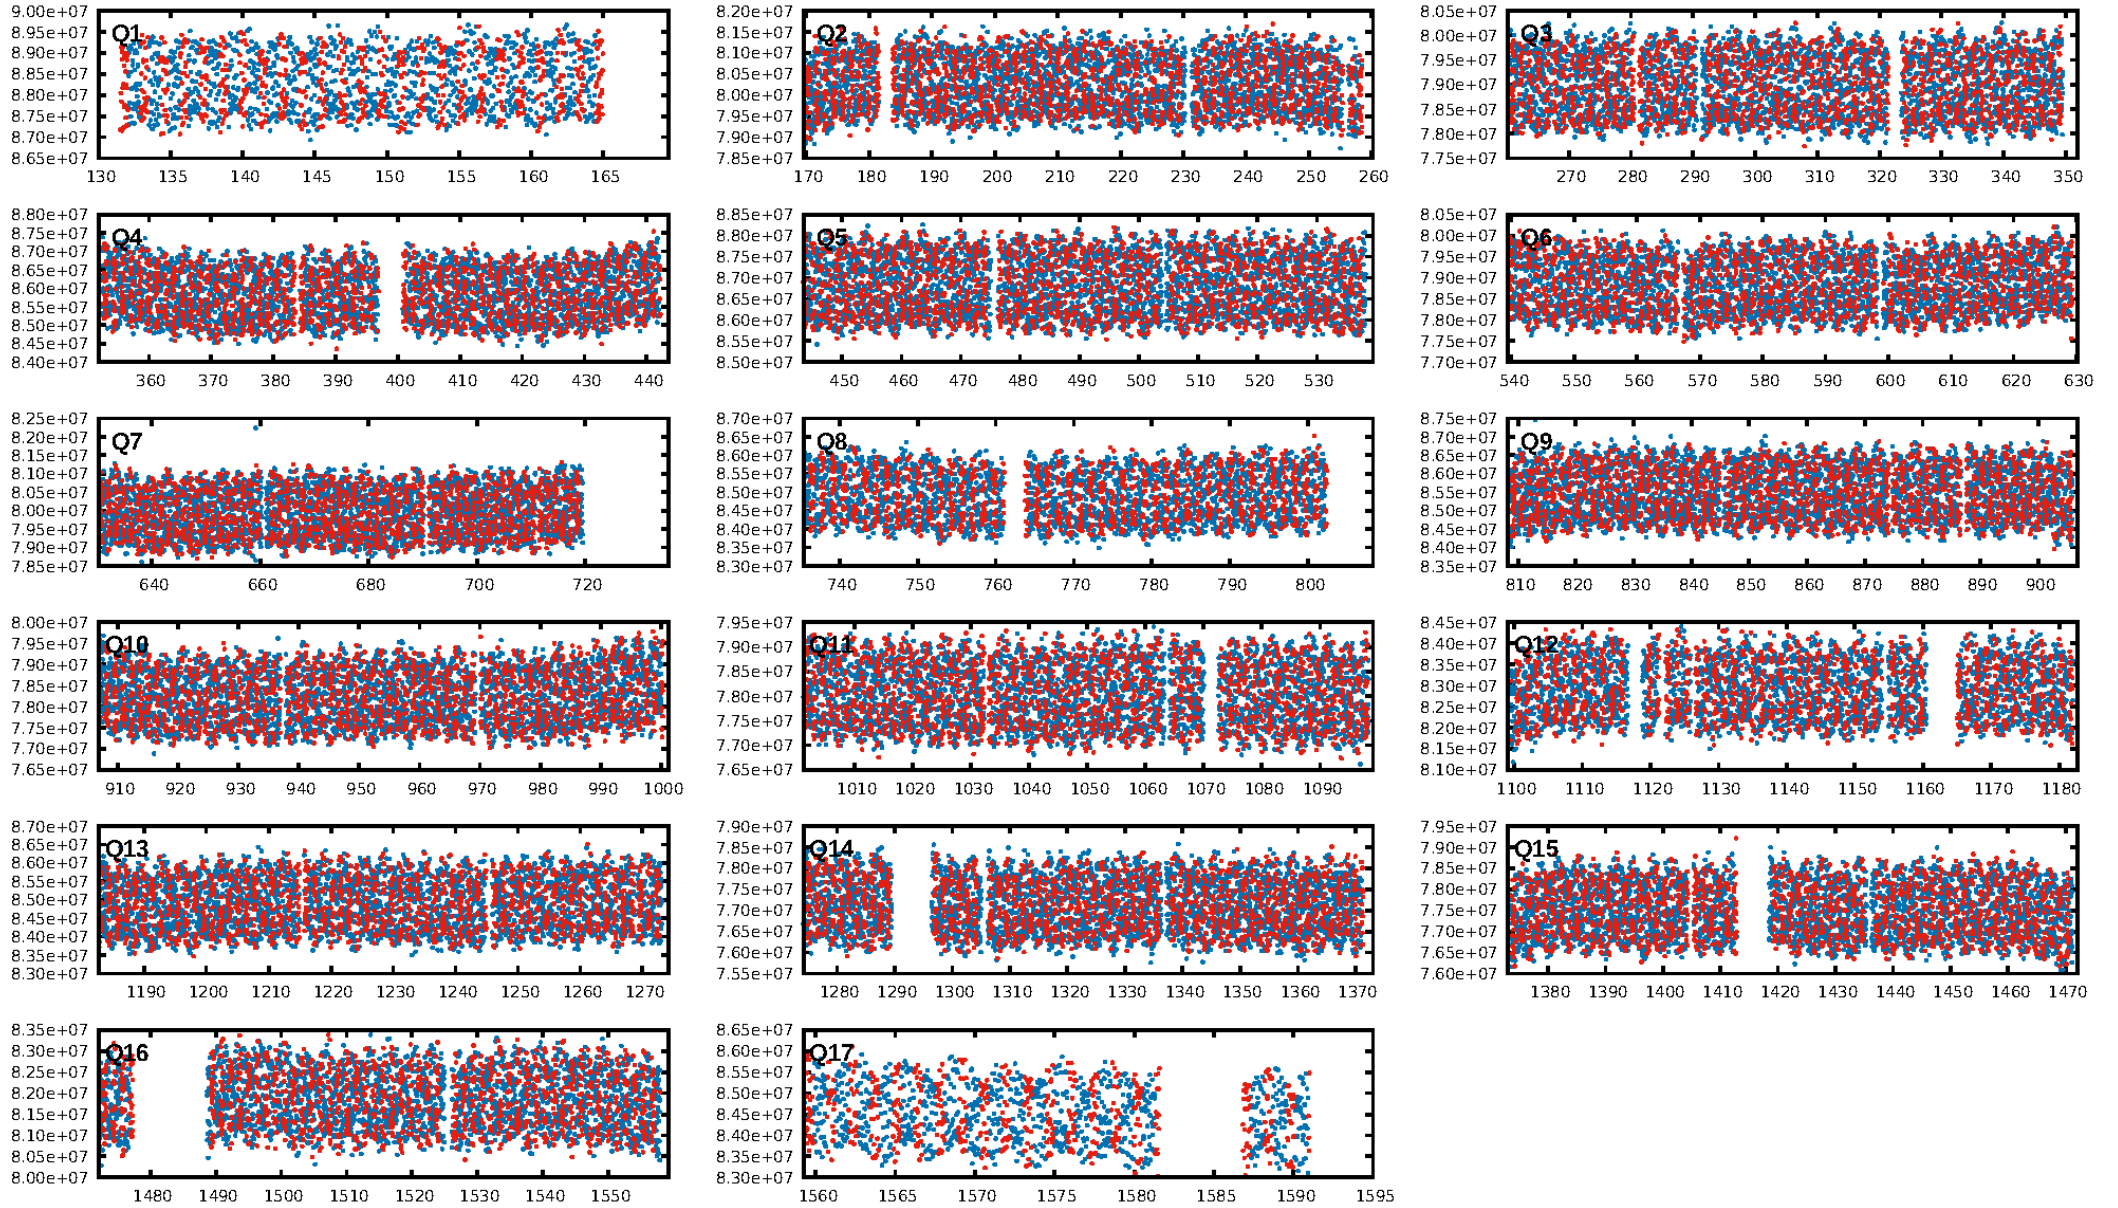 9.00e+07 8.95e+07 8.90e+07 8.85e+07 8.80e+07 8.75e+07 8.70e+07 8.65e+07
Q1
130 135 140 145 150 155 160 165
8.20e+07 8.15e+07 8.10e+07 8.05e+07 8.00e+07 7.95e+07 7.90e+07 7.85e+07
Q2
170 180 190 200 210 220 230 240 250 260
8.05e+07 8.00e+07 7.95e+07 7.90e+07 7.85e+07 7.80e+07 7.75e+07
Q3
270 280 290 300 310 320 330 340 350
8.80e+07 8.75e+07 8.70e+07 8.65e+07 8.60e+07 8.55e+07 8.50e+07 8.45e+07 8.40e+07
Q4
360 370 380 390 400 410 420 430 440
8.85e+07 8.80e+07 8.75e+07 8.70e+07 8.65e+07 8.60e+07 8.55e+07 8.50e+07
Q5
450 460 470 480 490 500 510 520 530
8.05e+07 8.00e+07 7.95e+07 7.90e+07 7.85e+07 7.80e+07 7.75e+07 7.70e+07
Q6
540 550 560 570 580 590 600 610 620 630
8.25e+07 8.20e+07 8.15e+07 8.10e+07 8.05e+07 8.00e+07 7.95e+07 7.90e+07 7.85e+07
Q7
640 660 680 700 720
8.70e+07 8.65e+07 8.60e+07 8.55e+07 8.50e+07 8.45e+07 8.40e+07 8.35e+07 8.30e+07
Q8
740 750 760 770 780 790 800
8.75e+07 8.70e+07 8.65e+07 8.60e+07 8.55e+07 8.50e+07 8.45e+07 8.40e+07 8.35e+07
Q9
810 820 830 840 850 860 870 880 890 900
8.00e+07 7.95e+07 7.90e+07 7.85e+07 7.80e+07 7.75e+07 7.70e+07 7.65e+07
Q10
910 920 930 940 950 960 970 980 990 1000
7.95e+07 7.90e+07 7.85e+07 7.80e+07 7.75e+07 7.70e+07 7.65e+07
Q11
1010 1020 1030 1040 1050 1060 1070 1080 1090
8.45e+07 8.40e+07 8.35e+07 8.30e+07 8.25e+07 8.20e+07 8.15e+07 8.10e+07
Q12
1100 1110 1120 1130 1140 1150 1160 1170 1180
8.70e+07 8.65e+07 8.60e+07 8.55e+07 8.50e+07 8.45e+07 8.40e+07 8.35e+07 8.30e+07
Q13
1190 1200 1210 1220 1230 1240 1250 1260 1270
7.90e+07 7.85e+07 7.80e+07 7.75e+07 7.70e+07 7.65e+07 7.60e+07 7.55e+07
Q14
1280 1290 1300 1310 1320 1330 1340 1350 1360 1370
7.95e+07 7.90e+07 7.85e+07 7.80e+07 7.75e+07 7.70e+07 7.65e+07 7.60e+07
Q15
1380 1390 1400 1410 1420 1430 1440 1450 1460 1470
8.35e+07 8.30e+07 8.25e+07 8.20e+07 8.15e+07 8.10e+07 8.05e+07 8.00e+07
Q16
1480 1490 1500 1510 1520 1530 1540 1550
8.65e+07 8.60e+07 8.55e+07 8.50e+07 8.45e+07 8.40e+07 8.35e+07 8.30e+07
Q17
1560 1565 1570 1575 1580 1585 1590 1595